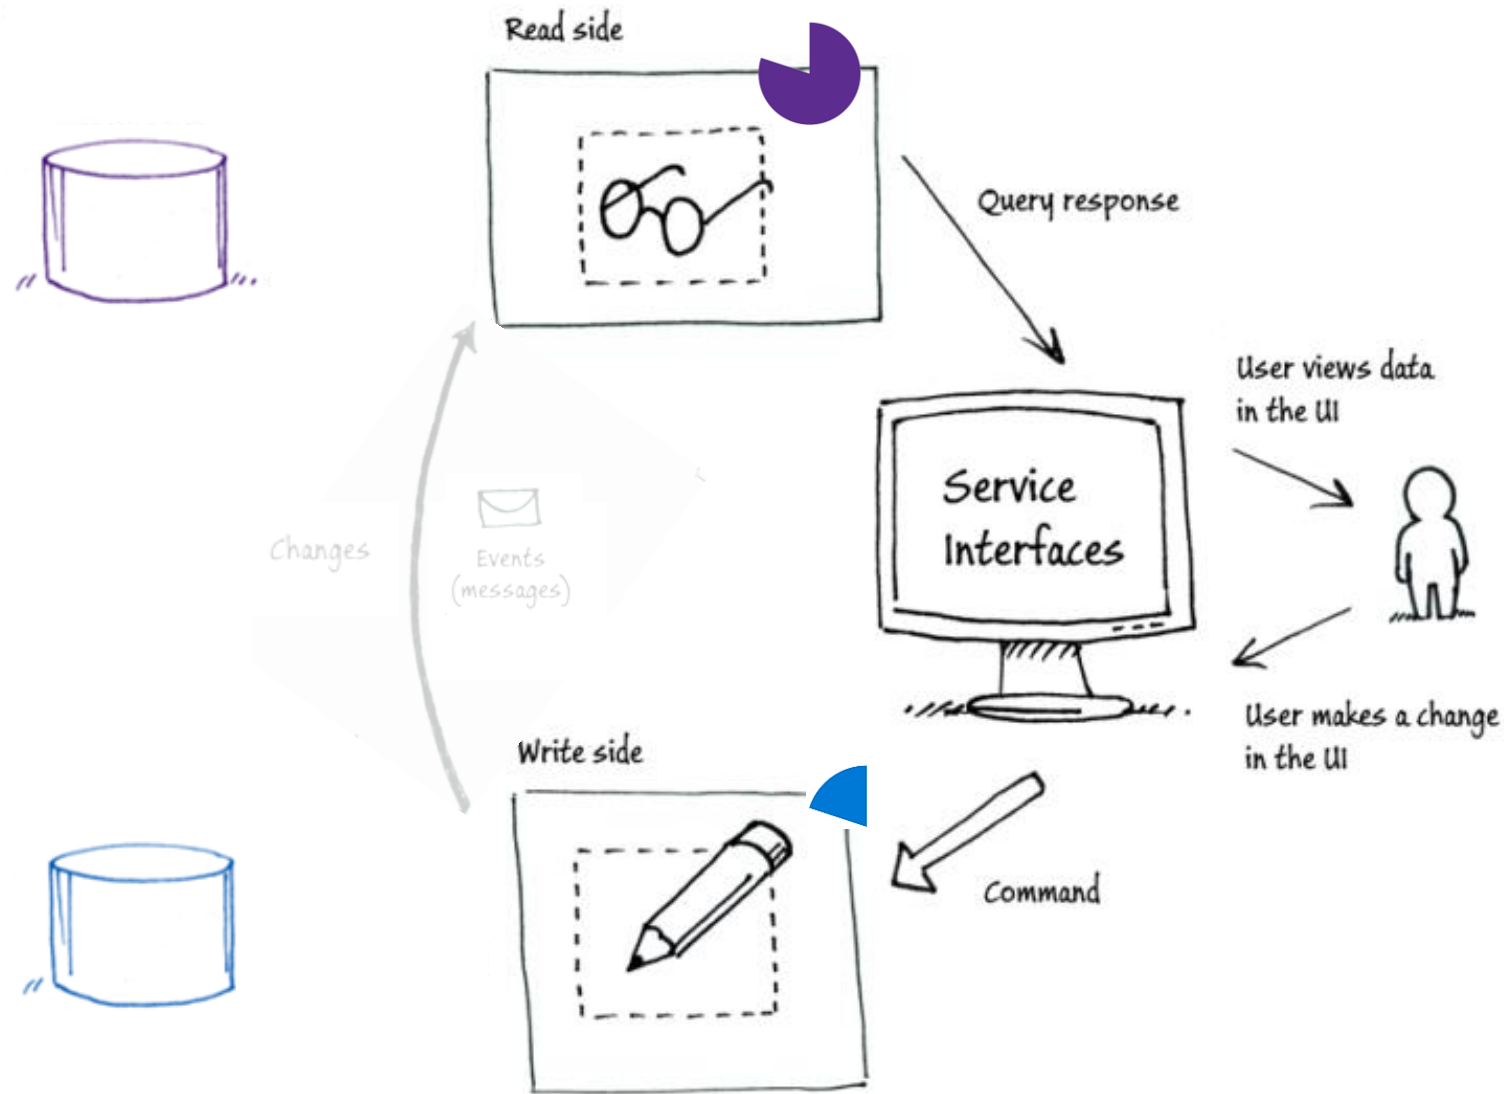 Read side
Query response
User views data
in the UI
Service
Interfaces
Changes
Events
(messages)
User makes a change
in the UI
Write side
Command